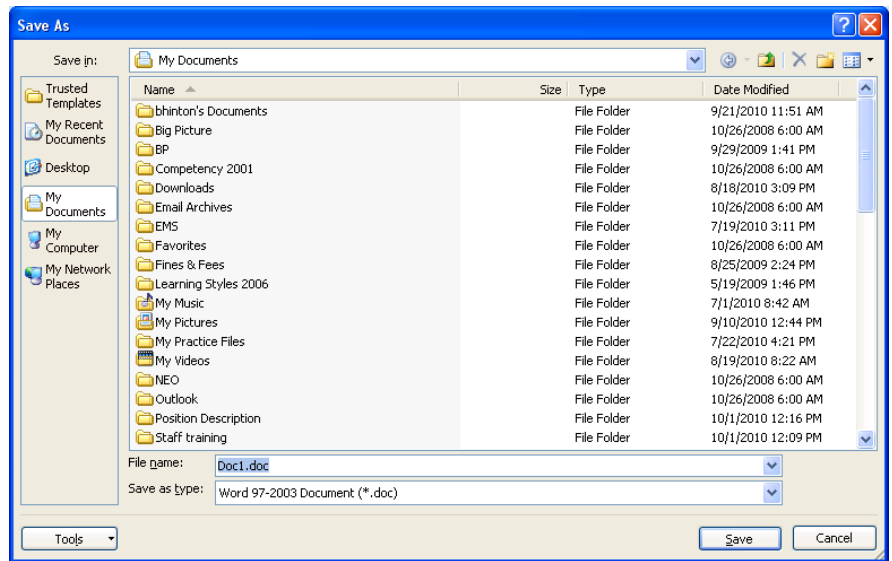 Save As
Save in: My Documents
Trusted Templates
My Recent Documents
Desktop
My Documents
My Computer
My Network Places
Name Size Type Date Modified
bhinton's Documents File Folder 9/21/2010 11:51 AM
Big Picture File Folder 10/26/2008 6:00 AM
BP File Folder 9/29/2009 1:41 PM
Competency 2001 File Folder 10/26/2008 6:00 AM
Downloads File Folder 8/18/2010 3:09 PM
Email Archives File Folder 10/26/2008 6:00 AM
EMS File Folder 7/19/2010 3:11 PM
Favorites File Folder 10/26/2008 6:00 AM
Fines & Fees File Folder 8/25/2009 2:24 PM
Learning Styles 2006 File Folder 5/19/2009 1:46 PM
My Music File Folder 7/1/2010 8:42 AM
My Pictures File Folder 9/10/2010 12:44 PM
My Practice Files File Folder 7/22/2010 4:21 PM
My Videos File Folder 8/19/2010 8:22 AM
NEO File Folder 10/26/2008 6:00 AM
Outlook File Folder 10/26/2008 6:00 AM
Position Description File Folder 10/1/2010 12:16 PM
Staff training File Folder 10/1/2010 12:09 PM
File name: Doc1.doc
Save as type: Word 97-2003 Document (*.doc)
Tools Save Cancel